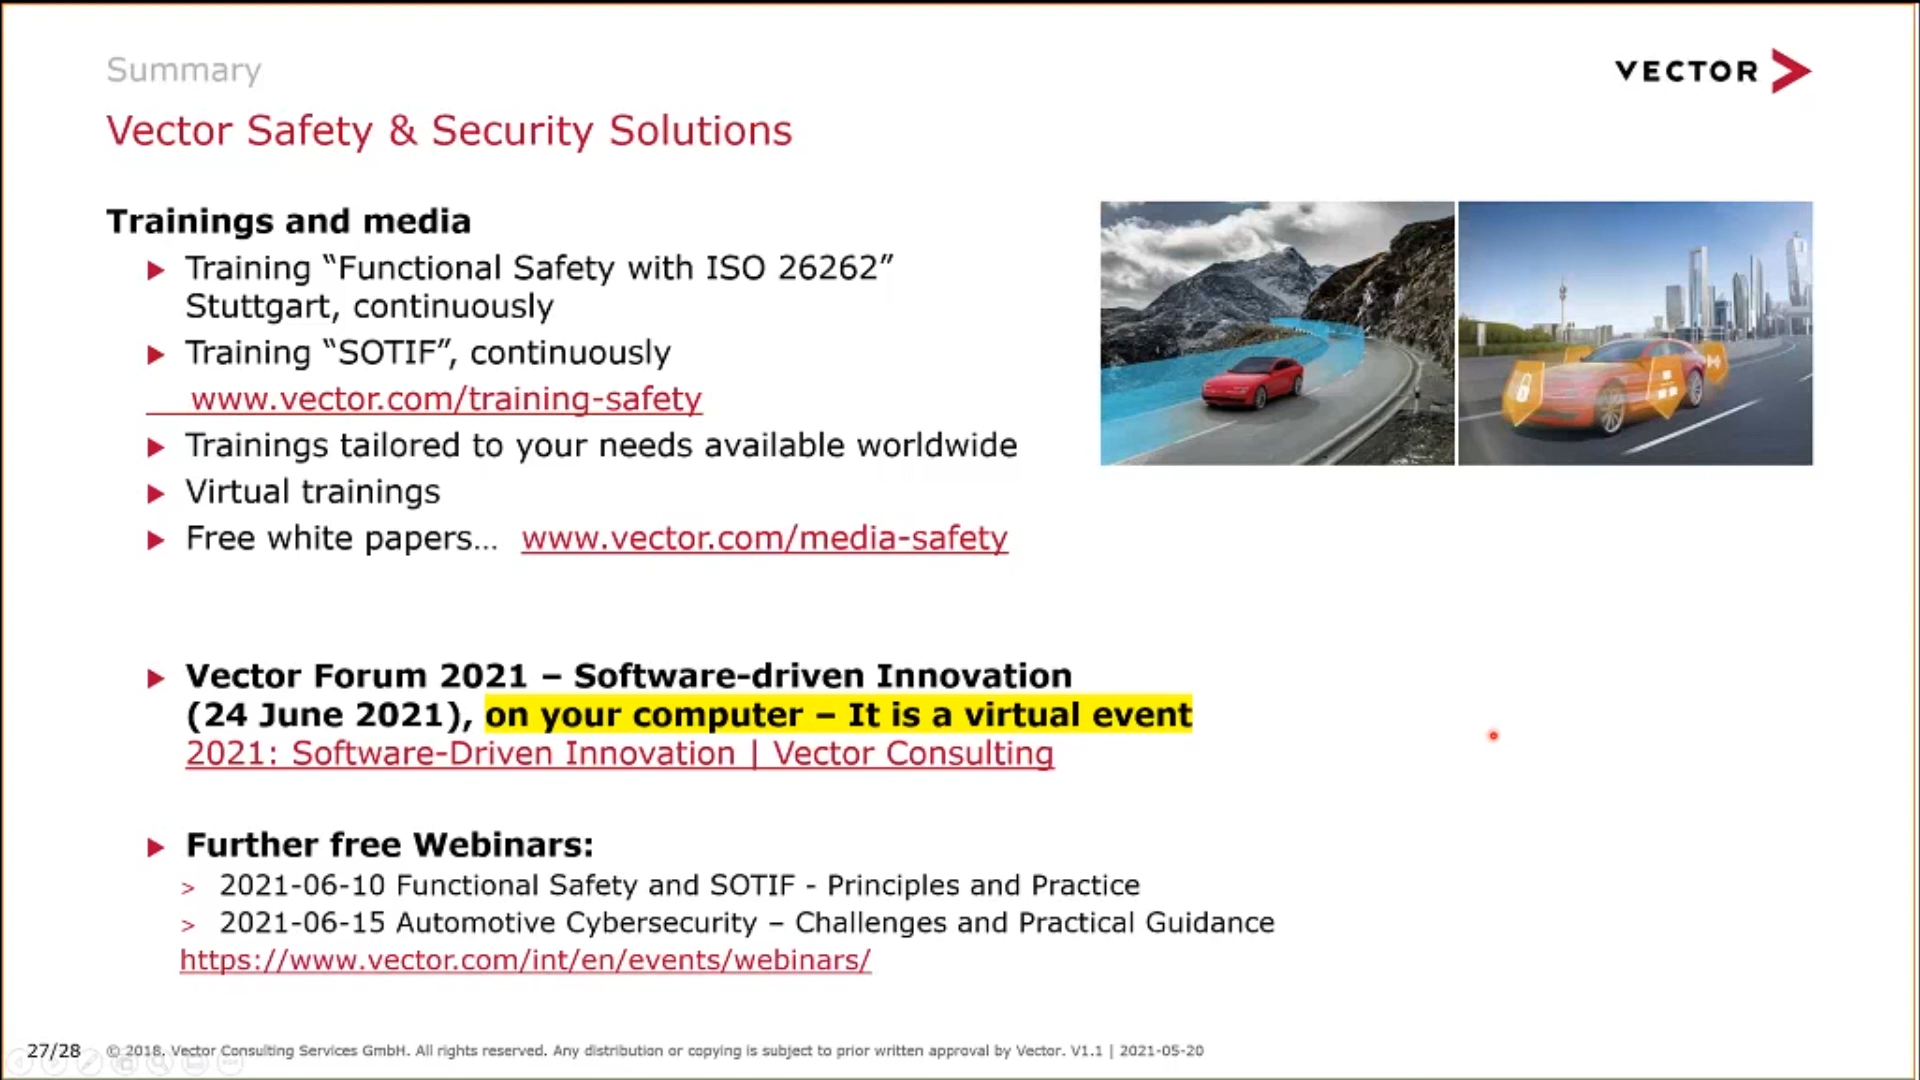 Summary
VECTOR
Vector Safety & Security Solutions
Trainings and media
Training “Functional Safety with ISO 26262”
Stuttgart, continuously
Training “SOTIF”, continuously
www.vector.com/training-safety
Trainings tailored to your needs available worldwide
Virtual trainings
Free white papers… www.vector.com/media-safety
Vector Forum 2021 – Software-driven Innovation
(24 June 2021), on your computer – It is a virtual event
2021: Software-Driven Innovation | Vector Consulting
Further free Webinars:
> 2021-06-10 Functional Safety and SOTIF - Principles and Practice
> 2021-06-15 Automotive Cybersecurity – Challenges and Practical Guidance
https://www.vector.com/int/en/events/webinars/
27/28 © 2018. Vector Consulting Services GmbH. All rights reserved. Any distribution or copying is subject to prior written approval by Vector. V1.1 | 2021-05-20